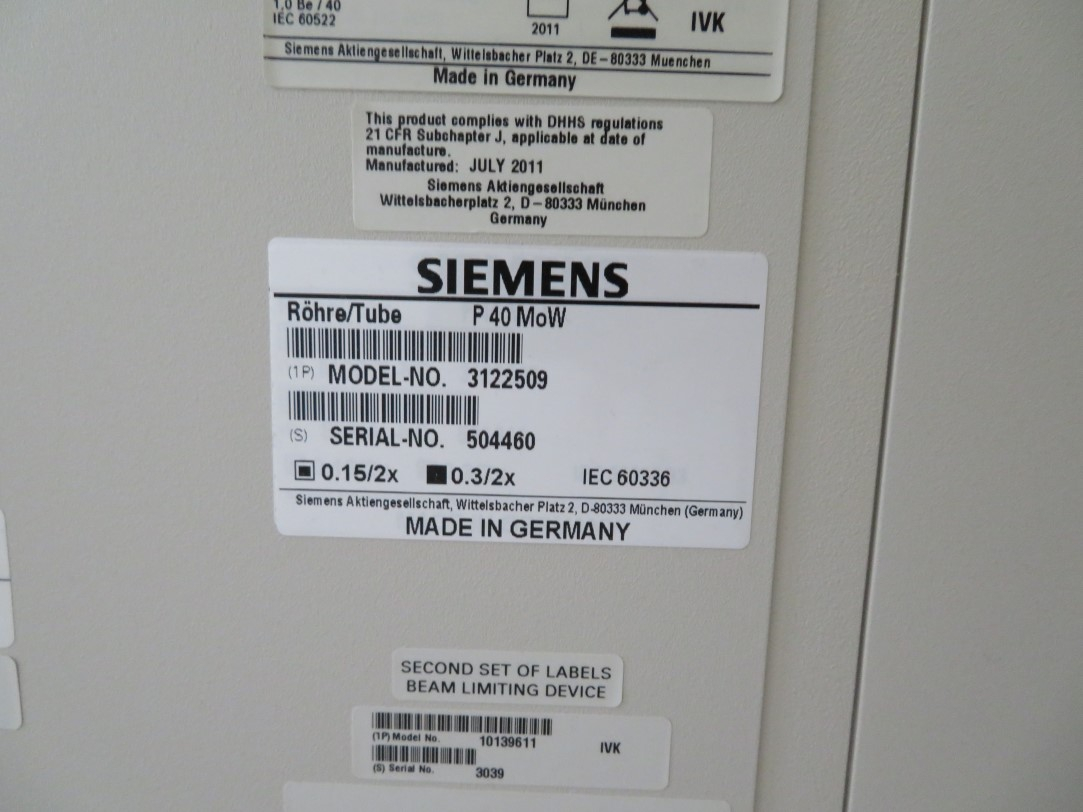 1,0 Be / 40
IEC 60522
2011
IVK
Siemens Aktiengesellschaft, Wittelsbacher Platz 2, DE – 80333 Muenchen
Made in Germany
This product complies with DHHS regulations
21 CFR Subchapter J, applicable at date of
manufacture.
Manufactured: JULY 2011
Siemens Aktiengesellschaft
Wittelsbacherplatz 2, D – 80333 München
Germany
SIEMENS
Röhre/Tube P 40 MoW
(1P) MODEL-NO. 3122509
(S) SERIAL-NO. 504460
0.15/2x 0.3/2x IEC 60336
Siemens Aktiengesellschaft, Wittelsbacher Platz 2, D-80333 München (Germany)
MADE IN GERMANY
SECOND SET OF LABELS
BEAM LIMITING DEVICE
(1P) Model No. 10139611 IVK
(S) Serial No. 3039